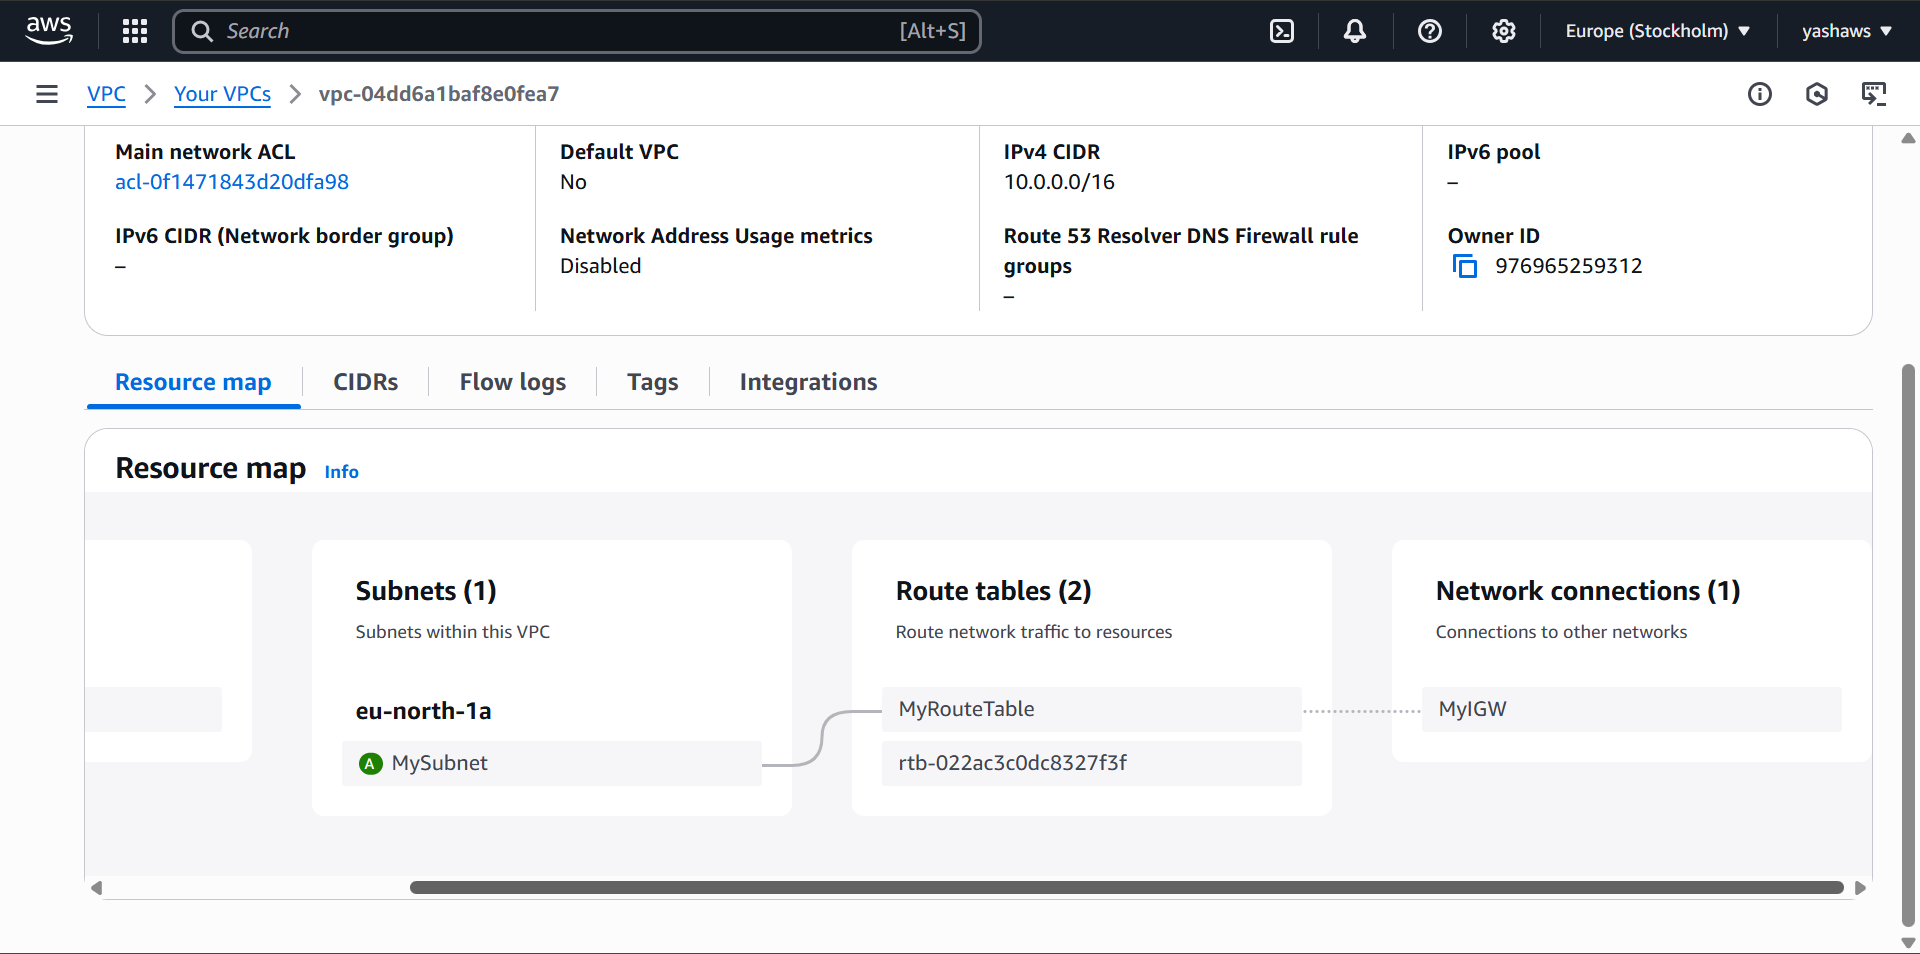 aws
Search [Alt+S]
Europe (Stockholm)
yashaws
VPC
Your VPCs
vpc-04dd6a1baf8e0fea7
Main network ACL
acl-0f1471843d20dfa98
Default VPC
No
IPv4 CIDR
10.0.0.0/16
IPv6 pool
–
IPv6 CIDR (Network border group)
–
Network Address Usage metrics
Disabled
Route 53 Resolver DNS Firewall rule
groups
–
Owner ID
976965259312
Resource map
CIDRs
Flow logs
Tags
Integrations
Resource map Info
Subnets (1)
Subnets within this VPC
eu-north-1a
A MySubnet
Route tables (2)
Route network traffic to resources
MyRouteTable
rtb-022ac3c0dc8327f3f
Network connections (1)
Connections to other networks
MyIGW